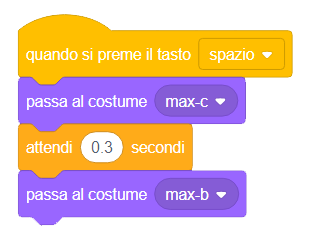 quando si preme il tasto spazio
passa al costume max-c
attendi 0.3 secondi
passa al costume max-b